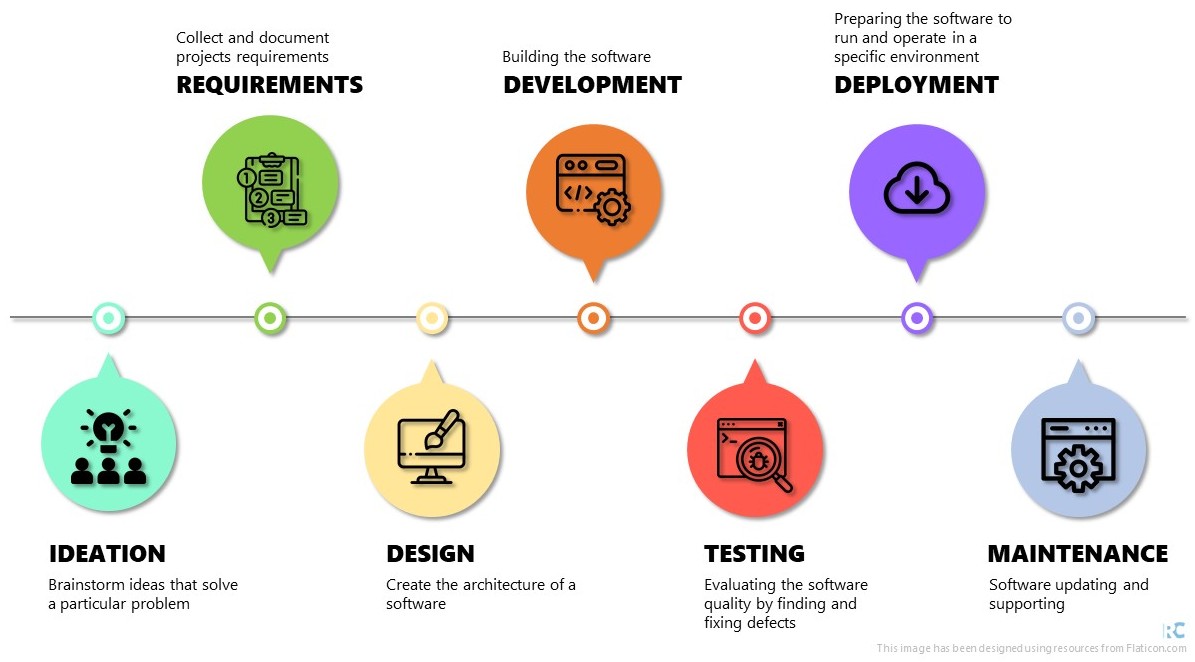 Collect and document
projects requirements
REQUIREMENTS
Building the software
DEVELOPMENT
Preparing the software to
run and operate in a
specific environment
DEPLOYMENT
1
2
3
</>
>_
IDEATION
Brainstorm ideas that solve
a particular problem
DESIGN
Create the architecture of a
software
TESTING
Evaluating the software
quality by finding and
fixing defects
MAINTENANCE
Software updating and
supporting
RC
This image has been designed using resources from Flaticon.com